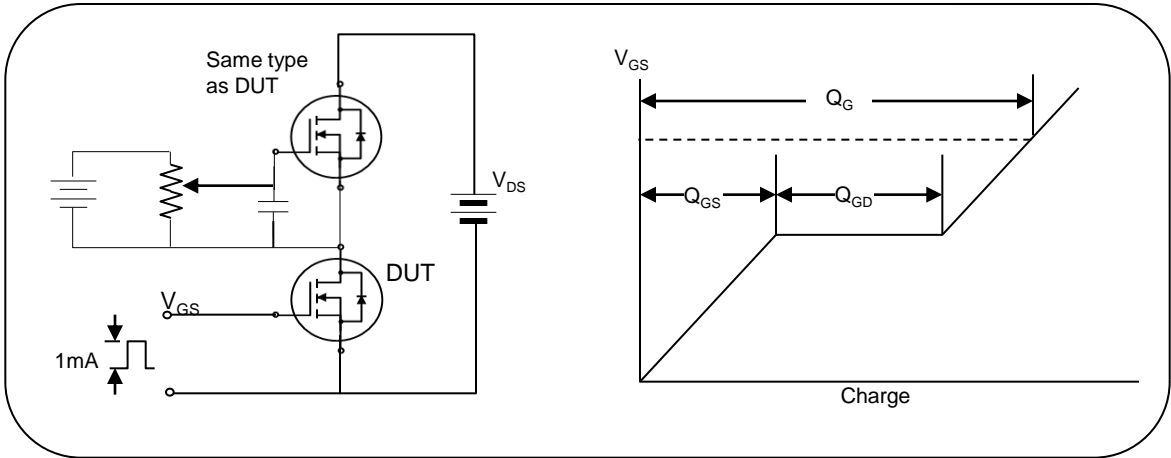 Same type
as DUT
V_DS
DUT
V_GS
1mA
V_GS
Q_G
Q_GS
Q_GD
Charge